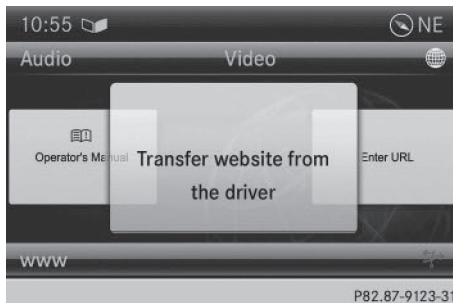 10:55 NE
Audio Video
Operator's Manual
Transfer website from
the driver
Enter URL
www
P82.87-9123-31